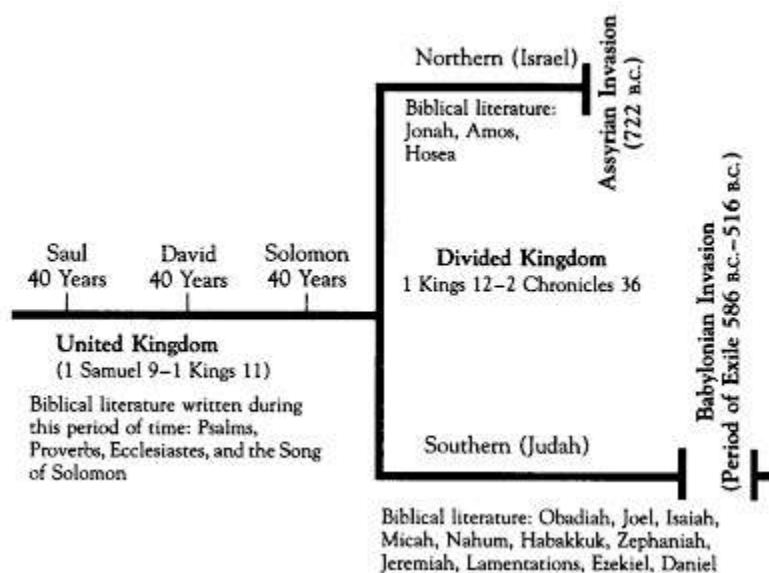 Northern (Israel)
Biblical literature:
Jonah, Amos,
Hosea
Assyrian Invasion
(722 B.C.)
Saul
40 Years
David
40 Years
Solomon
40 Years
Divided Kingdom
1 Kings 12–2 Chronicles 36
United Kingdom
(1 Samuel 9–1 Kings 11)
Biblical literature written during
this period of time: Psalms,
Proverbs, Ecclesiastes, and the Song
of Solomon
Babylonian Invasion
(Period of Exile 586 B.C.–516 B.C.)
Southern (Judah)
Biblical literature: Obadiah, Joel, Isaiah,
Micah, Nahum, Habakkuk, Zephaniah,
Jeremiah, Lamentations, Ezekiel, Daniel